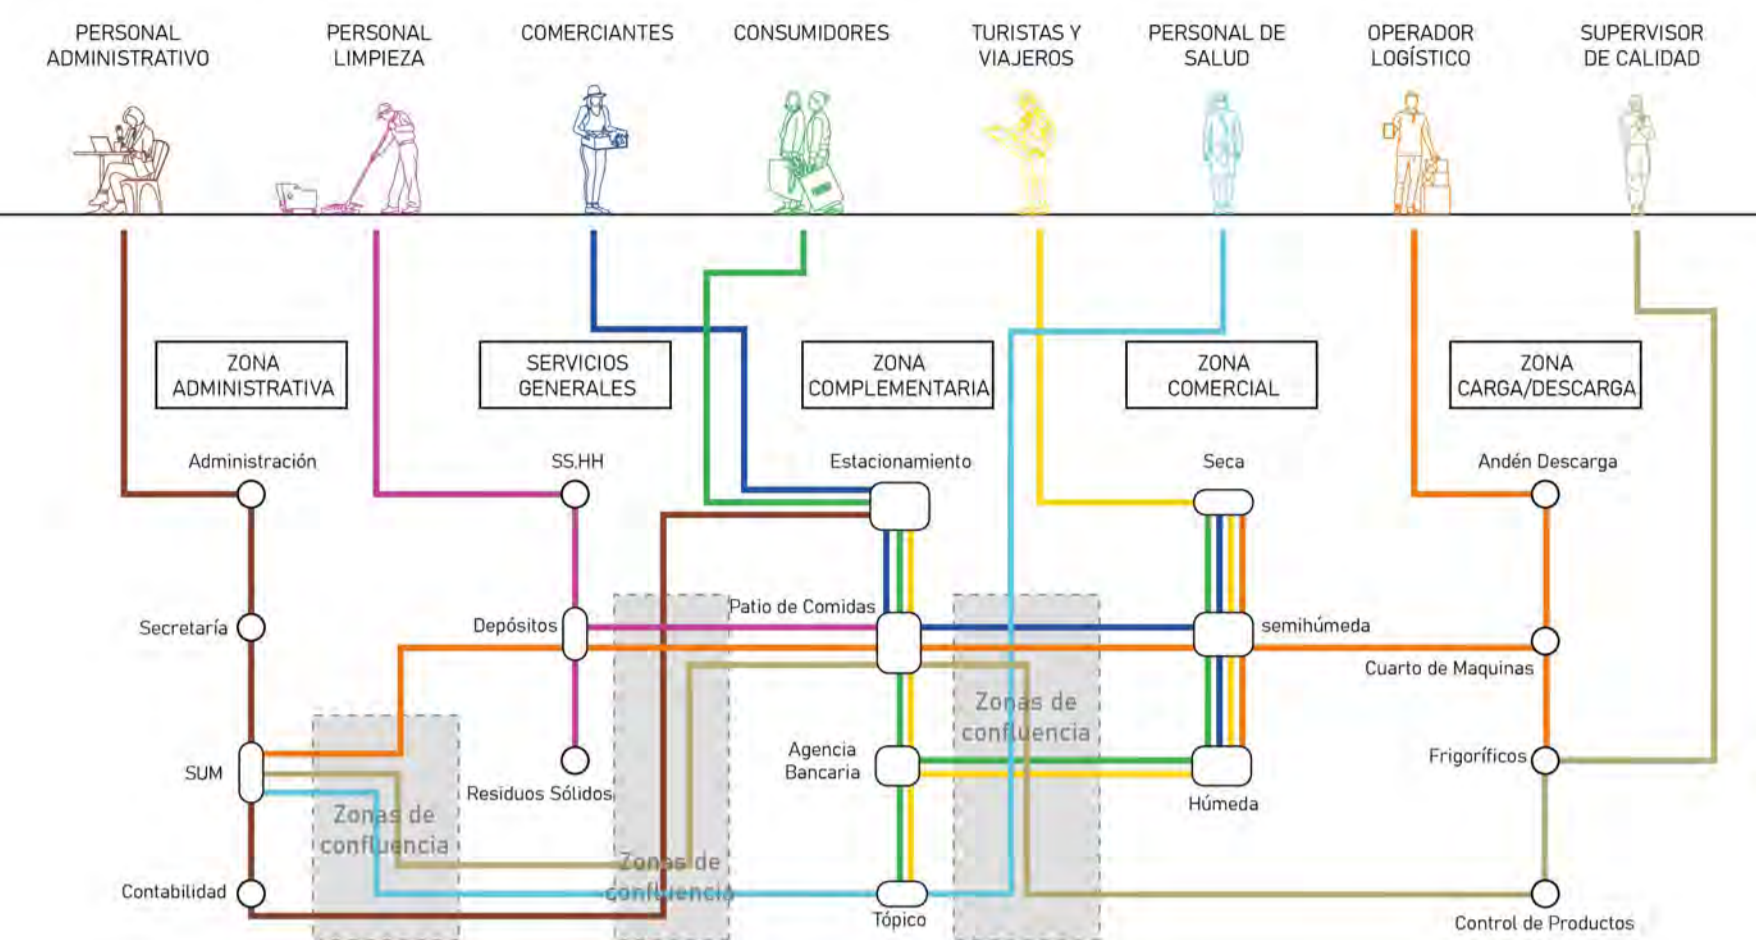 PERSONAL
ADMINISTRATIVO
PERSONAL
LIMPIEZA
COMERCIANTES
CONSUMIDORES
TURISTAS Y
VIAJEROS
PERSONAL DE
SALUD
OPERADOR
LOGÍSTICO
SUPERVISOR
DE CALIDAD
ZONA
ADMINISTRATIVA
SERVICIOS
GENERALES
ZONA
COMPLEMENTARIA
ZONA
COMERCIAL
ZONA
CARGA/DESCARGA
Administración
SS.HH
Estacionamiento
Seca
Andén Descarga
Secretaría
Depósitos
Patio de Comidas
semihúmeda
Cuarto de Maquinas
Zonas de
confluencia
SUM
Residuos Sólidos
Agencia
Bancaria
Húmeda
Frigoríficos
Zonas de
confluencia
Zonas de
confluencia
Contabilidad
Tópico
Control de Productos